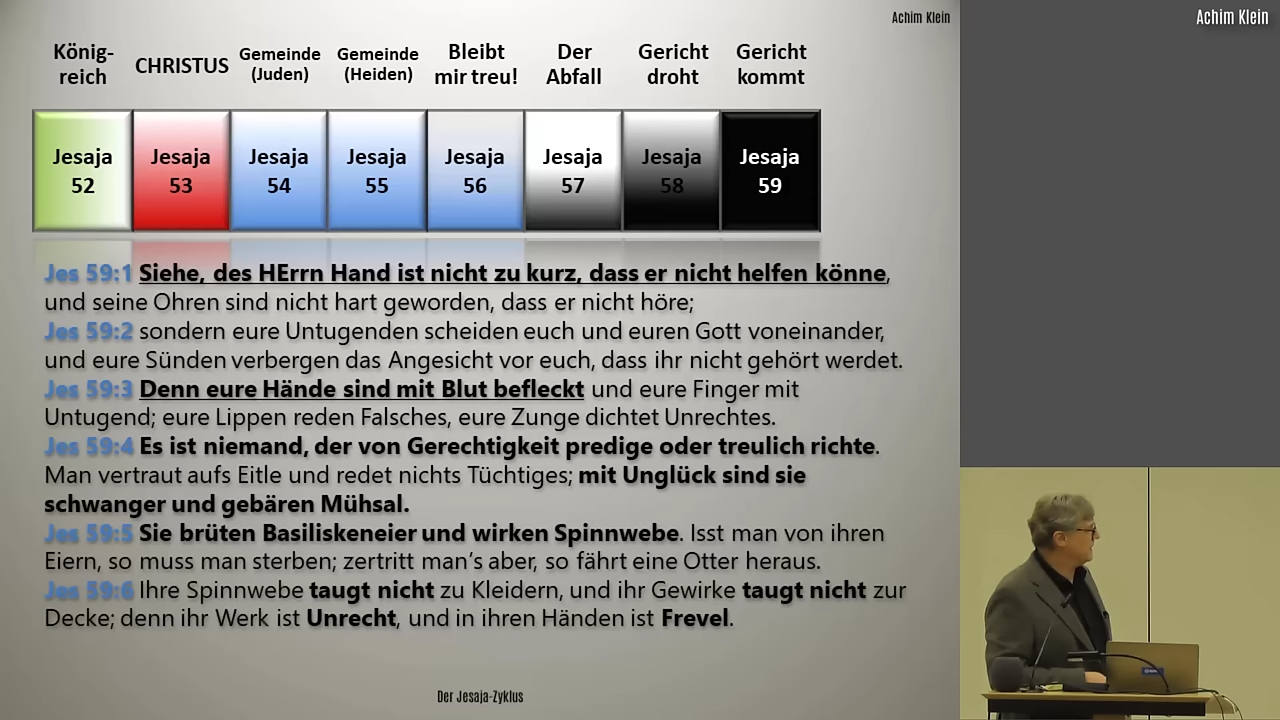 Achim Klein
Achim Klein
König-
reich
CHRISTUS
Gemeinde
(Juden)
Gemeinde
(Heiden)
Bleibt
mir treu!
Der
Abfall
Gericht
droht
Gericht
kommt
Jesaja
52
Jesaja
53
Jesaja
54
Jesaja
55
Jesaja
56
Jesaja
57
Jesaja
58
Jesaja
59
Jes 59:1 Siehe, des HErrn Hand ist nicht zu kurz, dass er nicht helfen könne,
und seine Ohren sind nicht hart geworden, dass er nicht höre;
Jes 59:2 sondern eure Untugenden scheiden euch und euren Gott voneinander,
und eure Sünden verbergen das Angesicht vor euch, dass ihr nicht gehört werdet.
Jes 59:3 Denn eure Hände sind mit Blut befleckt und eure Finger mit
Untugend; eure Lippen reden Falsches, eure Zunge dichtet Unrechtes.
Jes 59:4 Es ist niemand, der von Gerechtigkeit predige oder treulich richte.
Man vertraut aufs Eitle und redet nichts Tüchtiges; mit Unglück sind sie
schwanger und gebären Mühsal.
Jes 59:5 Sie brüten Basiliskeneier und wirken Spinnwebe. Isst man von ihren
Eiern, so muss man sterben; zertritt man’s aber, so fährt eine Otter heraus.
Jes 59:6 Ihre Spinnwebe taugt nicht zu Kleidern, und ihr Gewirke taugt nicht zur
Decke; denn ihr Werk ist Unrecht, und in ihren Händen ist Frevel.
Der Jesaja-Zyklus